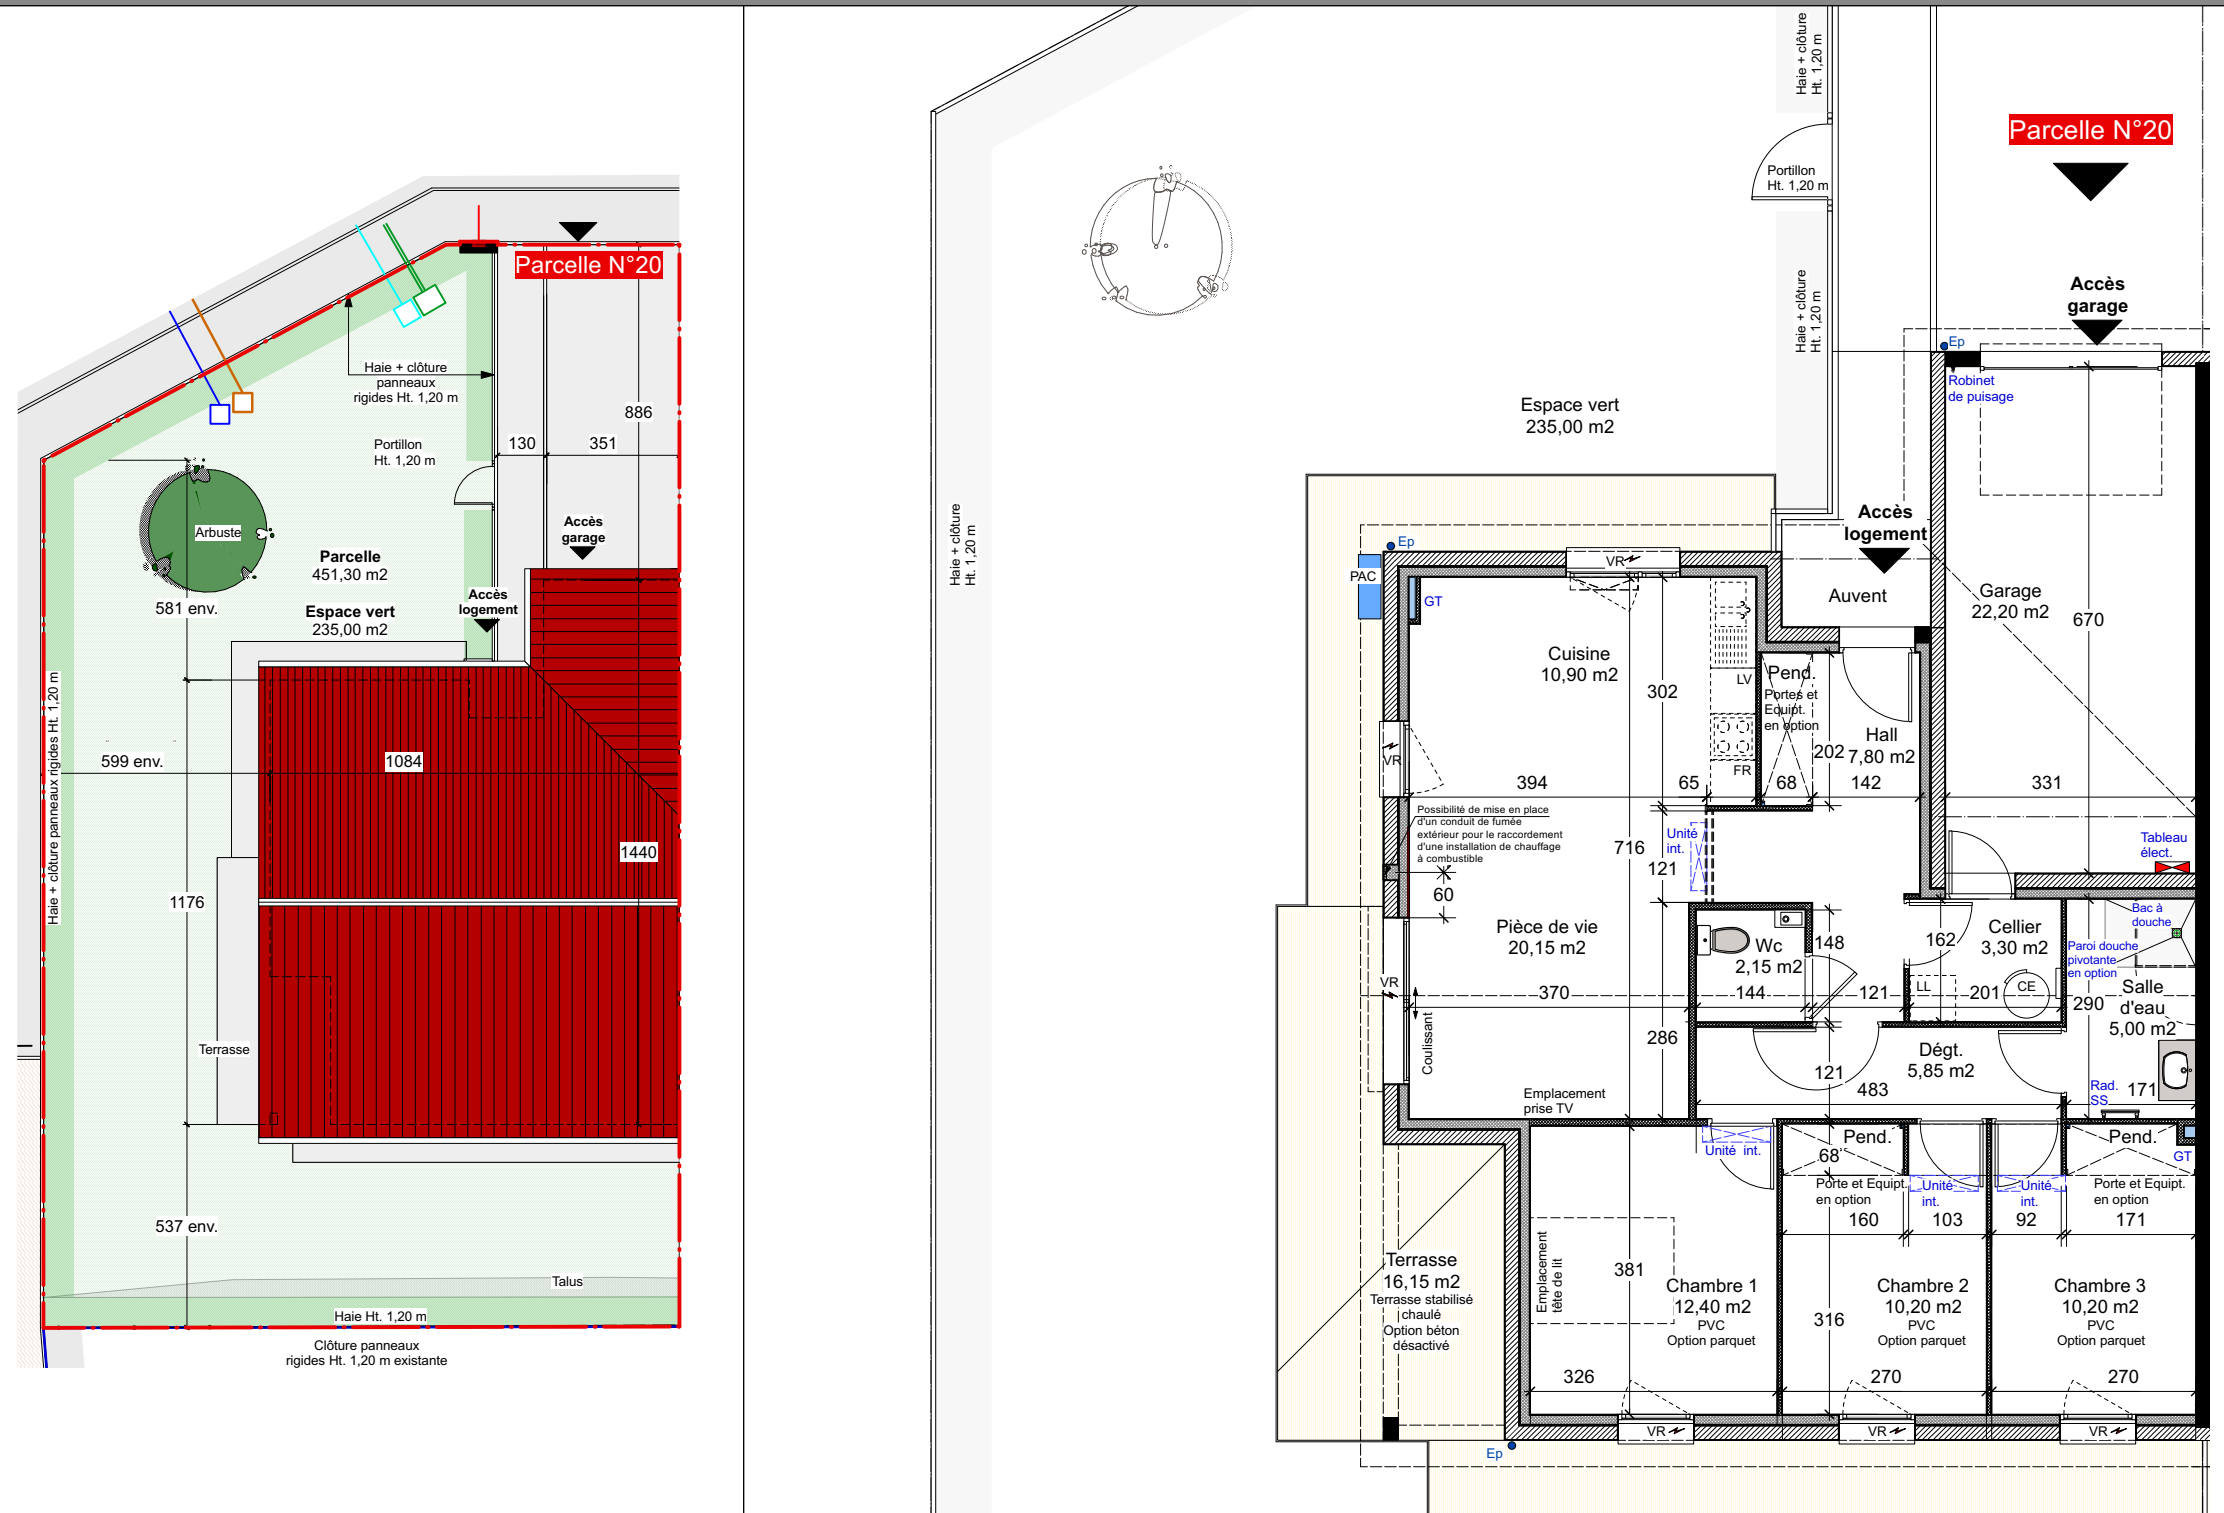 Parcelle N°20
Haie + clôture
panneaux
rigides Ht. 1,20 m
886
Portillon
Ht. 1,20 m
130
351
Arbuste
Accès
garage
Parcelle
451,30 m2
581 env.
Accès
logement
Espace vert
235,00 m2
Haie + clôture panneaux rigides Ht. 1,20 m
599 env.
1084
1440
1176
Terrasse
537 env.
Talus
Haie Ht. 1,20 m
Clôture panneaux
rigides Ht. 1,20 m existante
Haie + clôture
Ht. 1,20 m
Parcelle N°20
Portillon
Ht. 1,20 m
Haie + clôture
Ht. 1,20 m
Accès
garage
Ep
Robinet
de puisage
Espace vert
235,00 m2
Haie + clôture
Ht. 1,20 m
Accès
logement
Ep
PAC
GT
VR
Auvent
Garage
22,20 m2
670
Cuisine
10,90 m2
302
LV
Pend.
Portes et
Equipt.
en option
Hall
7,80 m2
202
VR
FR
394
65
68
142
331
Possibilité de mise en place
d'un conduit de fumée
extérieur pour le raccordement
d'une installation de chauffage
à combustible
Unité
int.
716
121
60
Tableau
élect.
Bac à
douche
Pièce de vie
20,15 m2
Wc
2,15 m2
148
162
Cellier
3,30 m2
Paroi douche
pivotante
en option
VR
370
144
121
LL
201
CE
290
Salle
d'eau
5,00 m2
Coulissant
286
Dégt.
5,85 m2
121
483
Rad.
SS
171
Emplacement
prise TV
Unité int.
Pend.
68
Porte et Equipt.
en option
Unité
int.
Unité
int.
Pend.
GT
Porte et Equipt.
en option
160
103
92
171
Terrasse
16,15 m2
Terrasse stabilisé
chaulé
Option béton
désactivé
Emplacement
tête de lit
381
Chambre 1
12,40 m2
PVC
Option parquet
316
Chambre 2
10,20 m2
PVC
Option parquet
Chambre 3
10,20 m2
PVC
Option parquet
326
270
270
VR
VR
VR
Ep